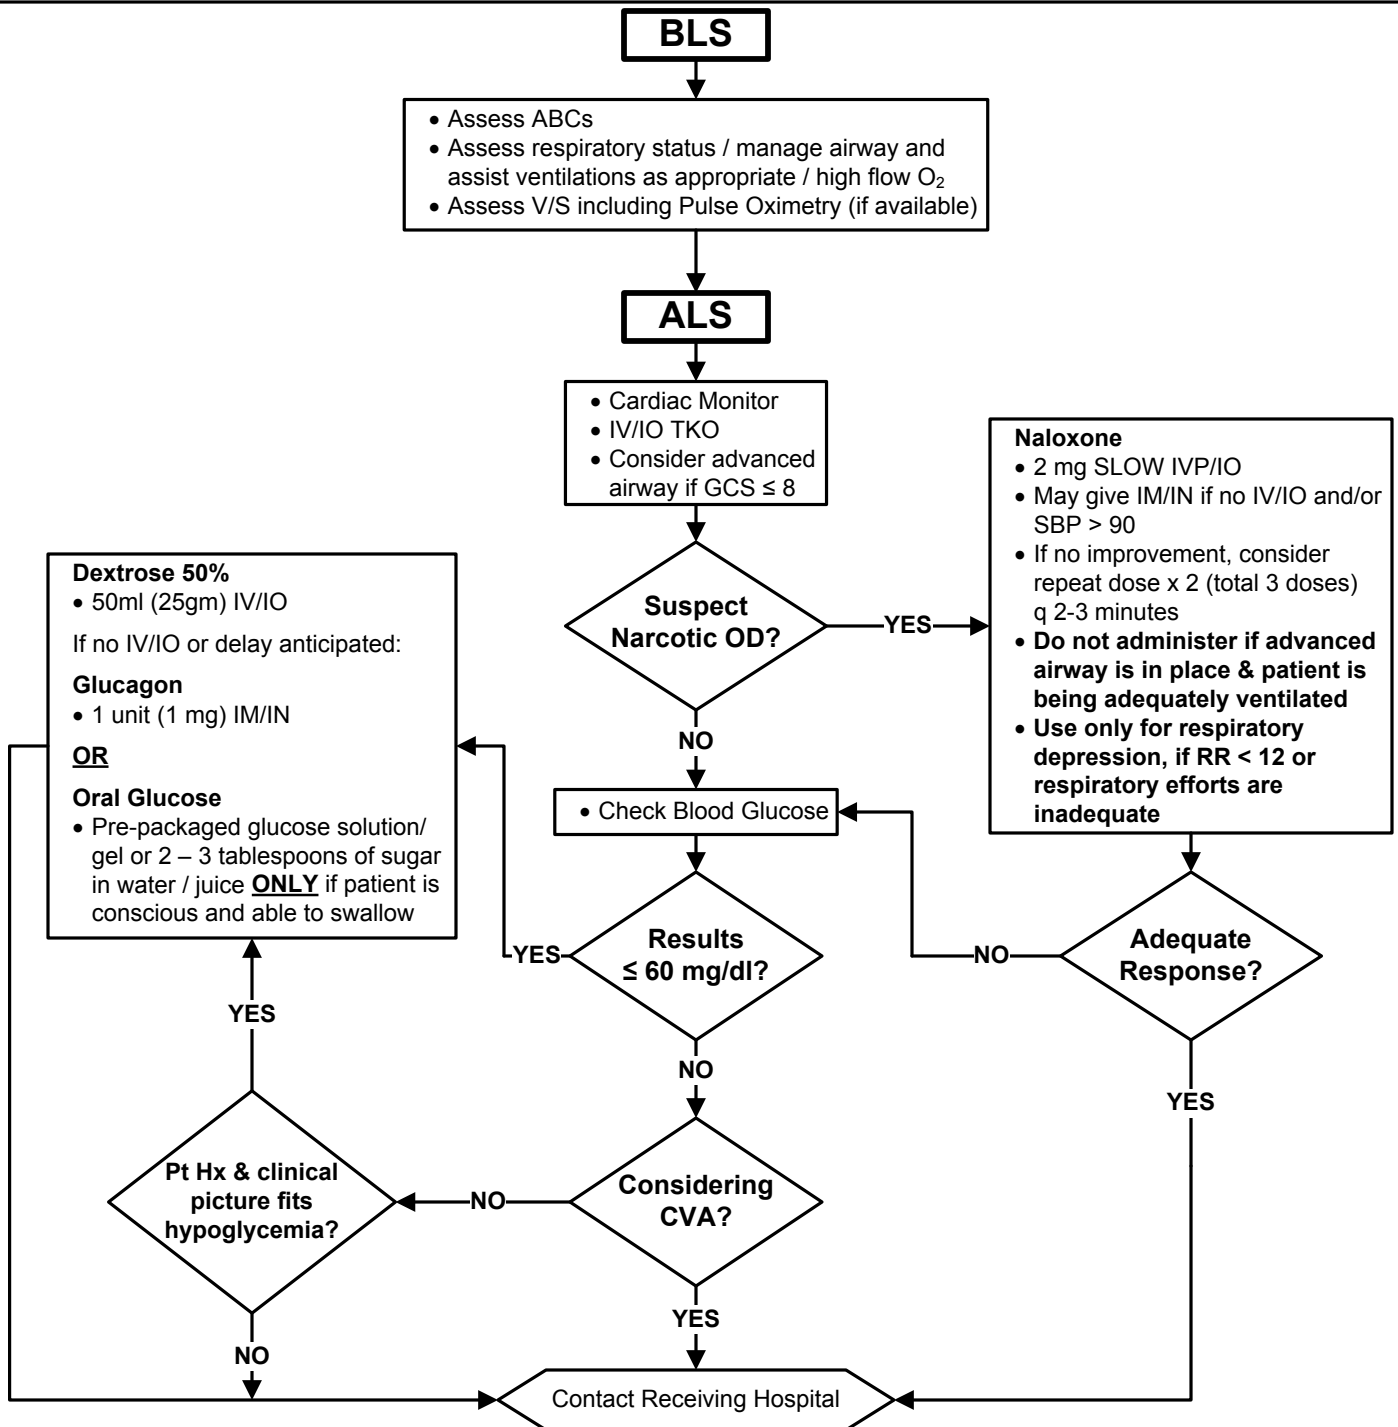 BLS
• Assess ABCs
• Assess respiratory status / manage airway and
assist ventilations as appropriate / high flow O₂
• Assess V/S including Pulse Oximetry (if available)
ALS
• Cardiac Monitor
• IV/IO TKO
• Consider advanced
airway if GCS ≤ 8
Suspect
Narcotic OD?
YES
Naloxone
• 2 mg SLOW IVP/IO
• May give IM/IN if no IV/IO and/or
SBP > 90
• If no improvement, consider
repeat dose x 2 (total 3 doses)
q 2-3 minutes
• Do not administer if advanced
airway is in place & patient is
being adequately ventilated
• Use only for respiratory
depression, if RR < 12 or
respiratory efforts are
inadequate
NO
Dextrose 50%
• 50ml (25gm) IV/IO
If no IV/IO or delay anticipated:
Glucagon
• 1 unit (1 mg) IM/IN
OR
Oral Glucose
• Pre-packaged glucose solution/
gel or 2 – 3 tablespoons of sugar
in water / juice ONLY if patient is
conscious and able to swallow
• Check Blood Glucose
Results
≤ 60 mg/dl?
YES
Adequate
Response?
NO
YES
NO
YES
Pt Hx & clinical
picture fits
hypoglycemia?
NO
Considering
CVA?
YES
NO
Contact Receiving Hospital